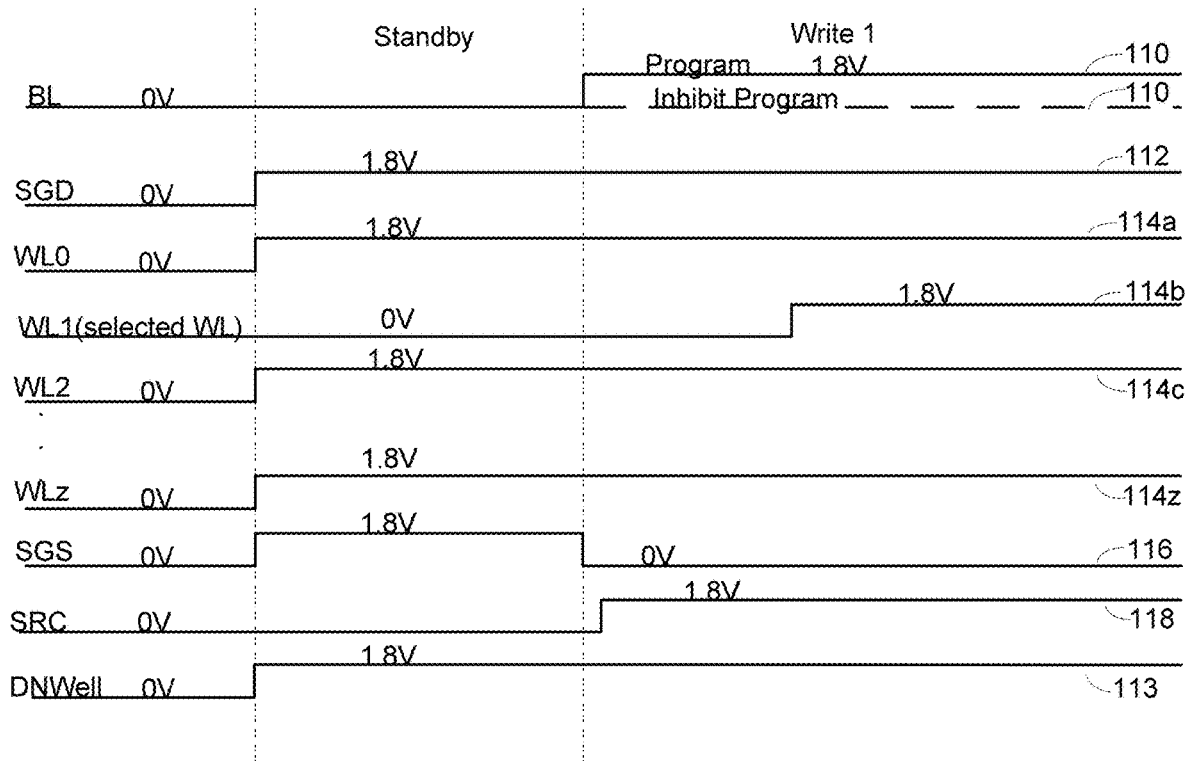 Standby Write 1
Program 1.8V 110
BL 0V Inhibit Program 110
1.8V 112
SGD 0V
1.8V 114a
WL0 0V
1.8V 114b
WL1(selected WL) 0V
1.8V
WL2 0V 114c
1.8V
WLz 0V 114z
1.8V
SGS 0V 0V 116
1.8V
SRC 0V 118
1.8V
DNWell 0V 113